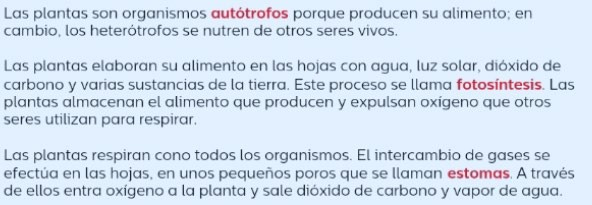 Las plantas son organismos autótrofos porque producen su alimento; en
cambio, los heterótrofos se nutren de otros seres vivos.
Las plantas elaboran su alimento en las hojas con agua, luz solar, dióxido de
carbono y varias sustancias de la tierra. Este proceso se llama fotosíntesis. Las
plantas almacenan el alimento que producen y expulsan oxígeno que otros
seres utilizan para respirar.
Las plantas respiran cono todos los organismos. El intercambio de gases se
efectúa en las hojas, en unos pequeños poros que se llaman estomas. A través
de ellos entra oxígeno a la planta y sale dióxido de carbono y vapor de agua.